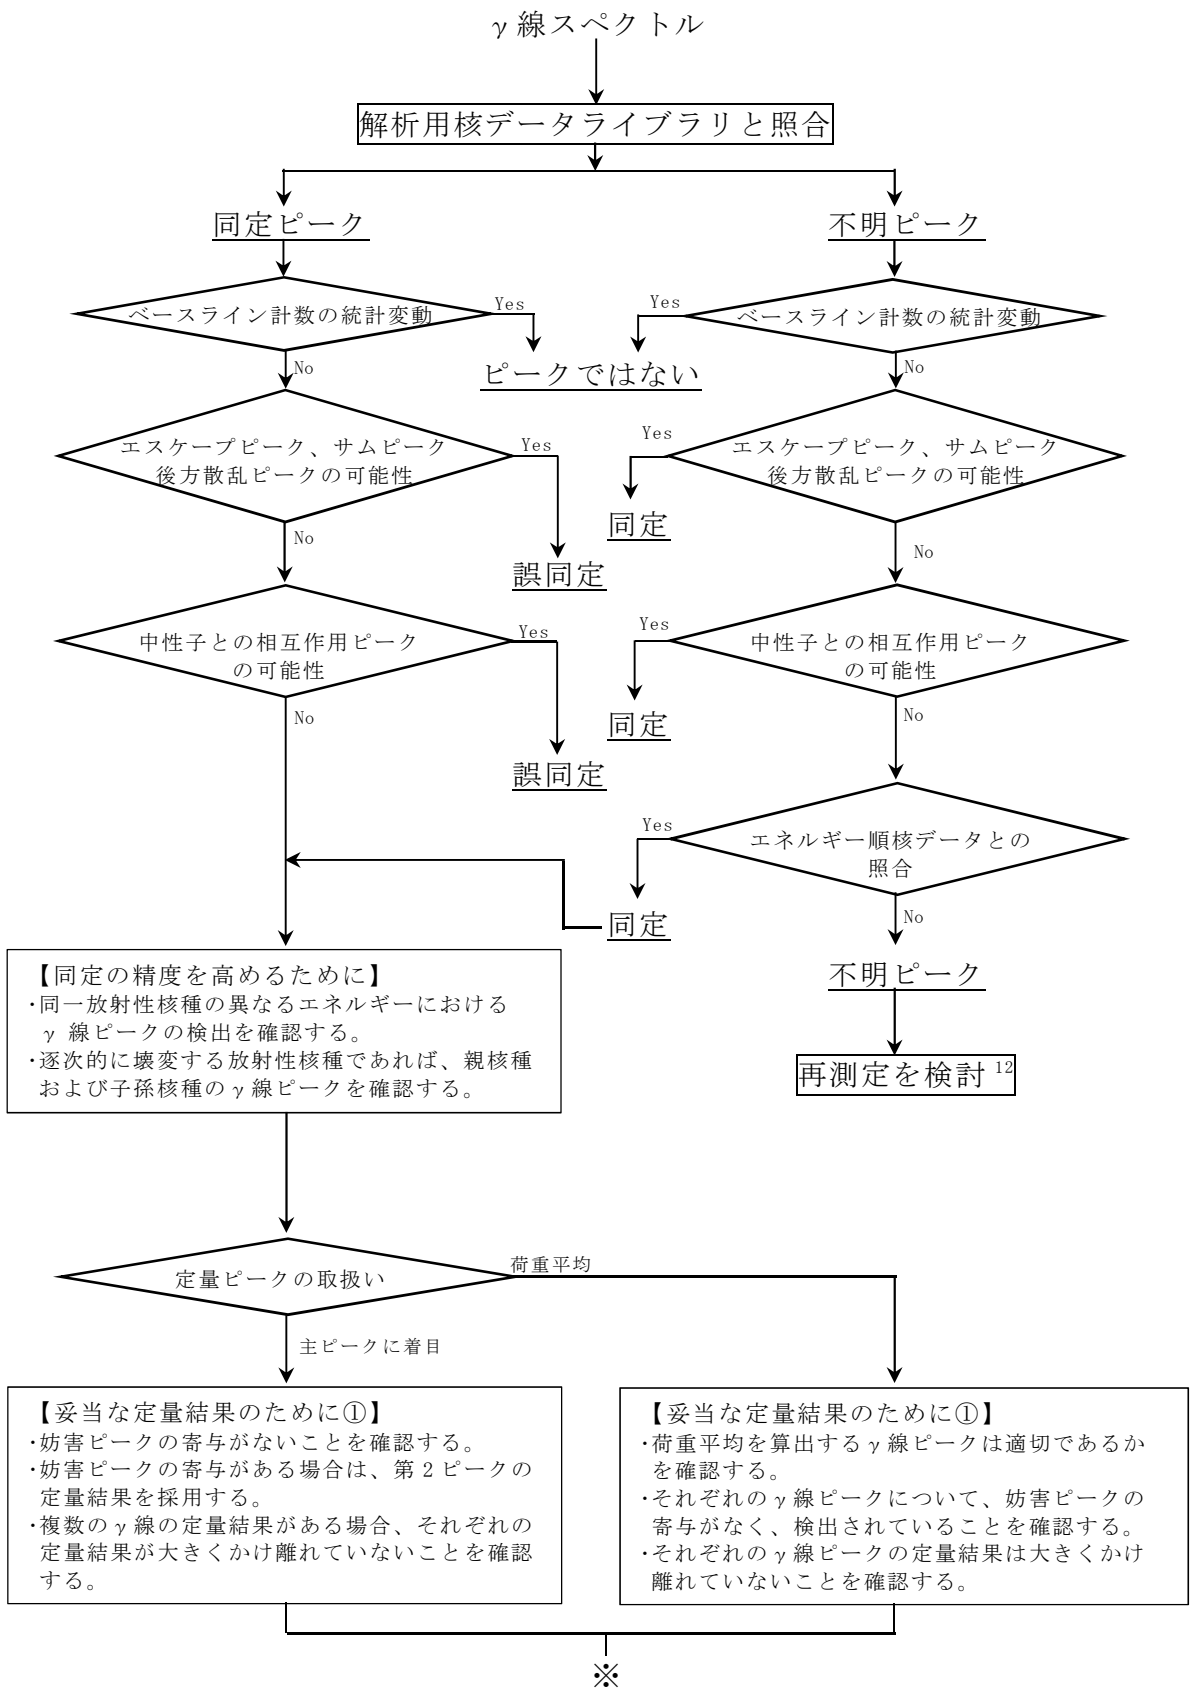 γ線スペクトル
解析用核データライブラリと照合
同定ピーク
不明ピーク
ベースライン計数の統計変動
Yes
Yes
ベースライン計数の統計変動
ピークではない
No
No
エスケープピーク、サムピーク
後方散乱ピークの可能性
Yes
Yes
エスケープピーク、サムピーク
後方散乱ピークの可能性
同定
No
No
誤同定
中性子との相互作用ピーク
の可能性
Yes
Yes
中性子との相互作用ピーク
の可能性
No
No
同定
誤同定
Yes
エネルギー順核データとの
照合
同定
No
不明ピーク
再測定を検討 12
【同定の精度を高めるために】
・同一放射性核種の異なるエネルギーにおける
γ 線ピークの検出を確認する。
・逐次的に壊変する放射性核種であれば、親核種
および子孫核種のγ線ピークを確認する。
定量ピークの取扱い
荷重平均
主ピークに着目
【妥当な定量結果のために①】
・妨害ピークの寄与がないことを確認する。
・妨害ピークの寄与がある場合は、第2ピークの
定量結果を採用する。
・複数のγ線の定量結果がある場合、それぞれの
定量結果が大きくかけ離れていないことを確認
する。
【妥当な定量結果のために①】
・荷重平均を算出するγ線ピークは適切であるか
を確認する。
・それぞれのγ線ピークについて、妨害ピークの
寄与がなく、検出されていることを確認する。
・それぞれのγ線ピークの定量結果は大きくかけ
離れていないことを確認する。
※